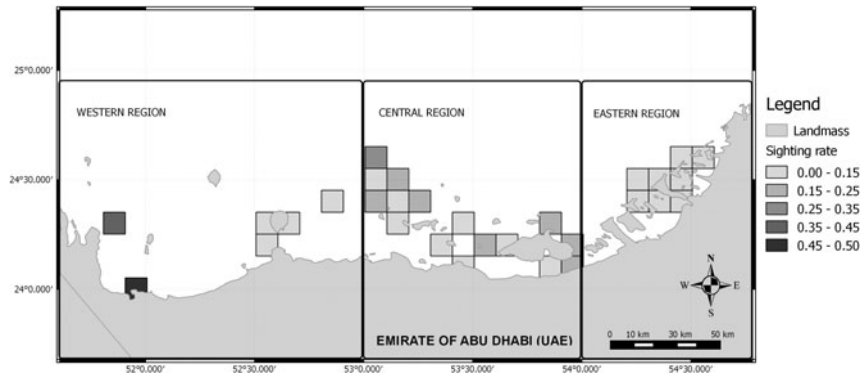 25°0.000'
24°30.000'
24°0.000'
WESTERN REGION
CENTRAL REGION
EASTERN REGION
EMIRATE OF ABU DHABI (UAE)
N
W E
S
0 10 km 30 km 50 km
52°0.000' 52°30.000' 53°0.000' 53°30.000' 54°0.000' 54°30.000'
Legend
Landmass
Sighting rate
0.00 - 0.15
0.15 - 0.25
0.25 - 0.35
0.35 - 0.45
0.45 - 0.50